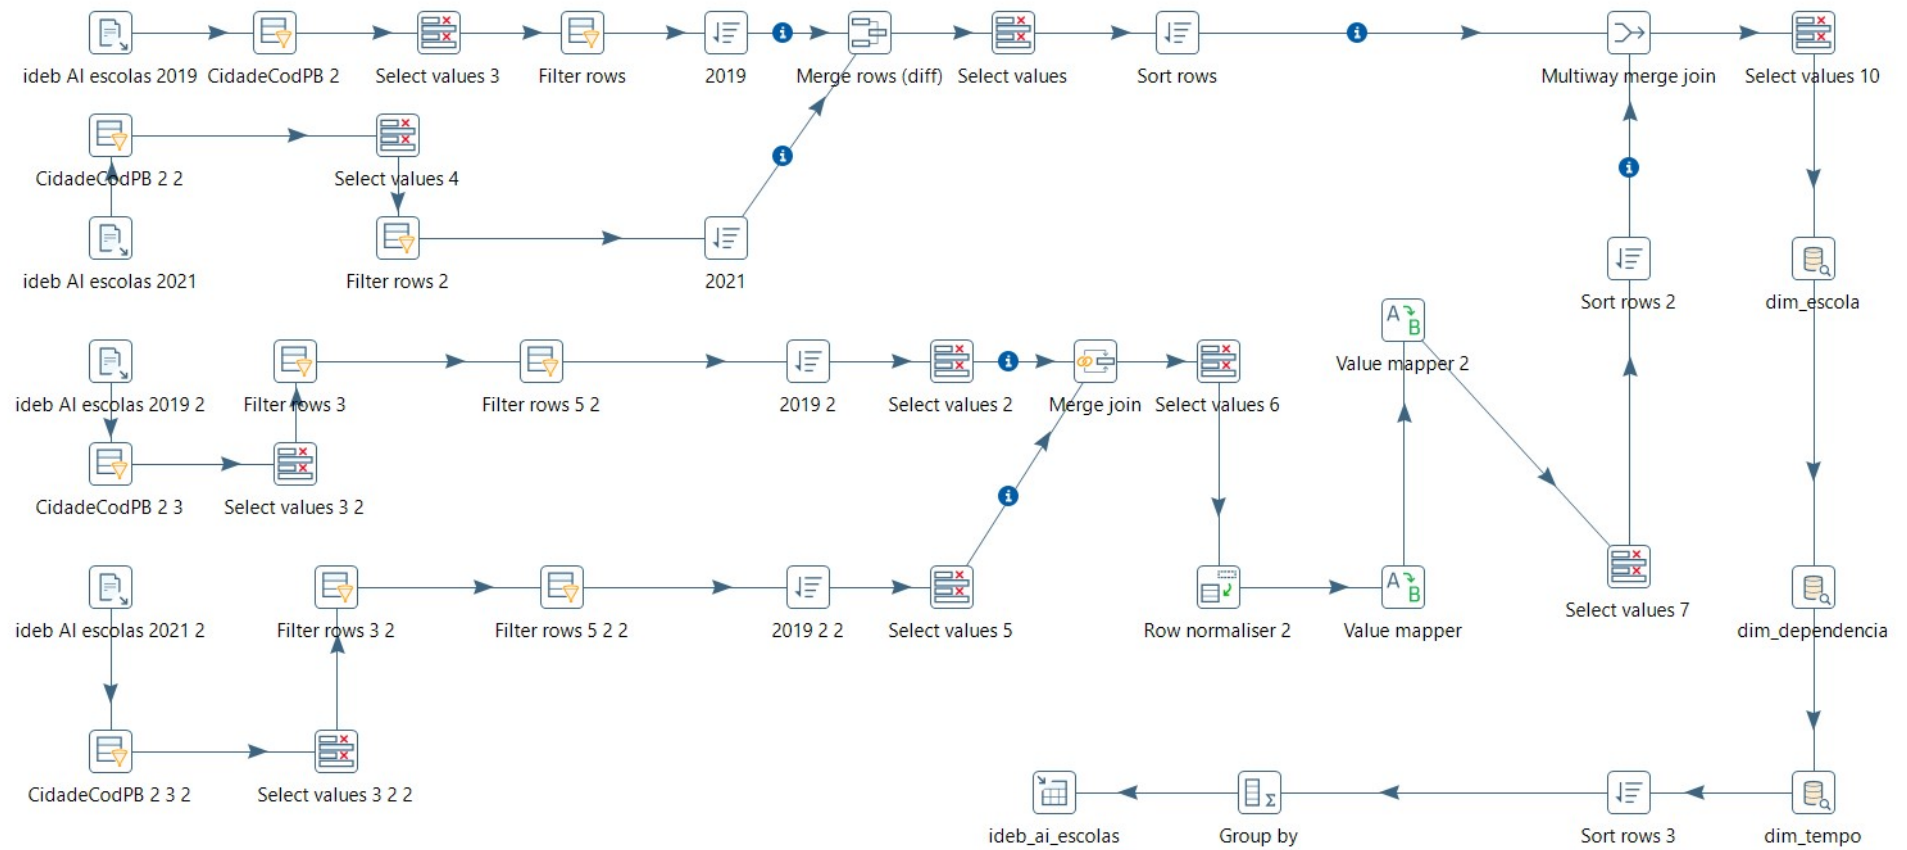 ideb AI escolas 2019
CidadeCodPB 2
Select values 3
Filter rows
2019
Merge rows (diff)
Select values
Sort rows
Multiway merge join
Select values 10
CidadeCodPB 2 2
Select values 4
ideb AI escolas 2021
Filter rows 2
2021
Sort rows 2
dim_escola
Value mapper 2
ideb AI escolas 2019 2
Filter rows 3
Filter rows 5 2
2019 2
Select values 2
Merge join
Select values 6
CidadeCodPB 2 3
Select values 3 2
Select values 7
ideb AI escolas 2021 2
Filter rows 3 2
Filter rows 5 2 2
2019 2 2
Select values 5
Row normaliser 2
Value mapper
dim_dependencia
CidadeCodPB 2 3 2
Select values 3 2 2
ideb_ai_escolas
Group by
Sort rows 3
dim_tempo